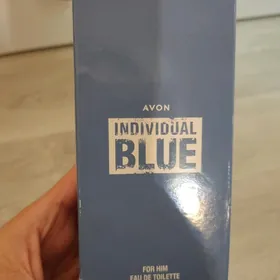 AVON
INDIVIDUAL
BLUE
FOR HIM
EAU DE TOILETTE